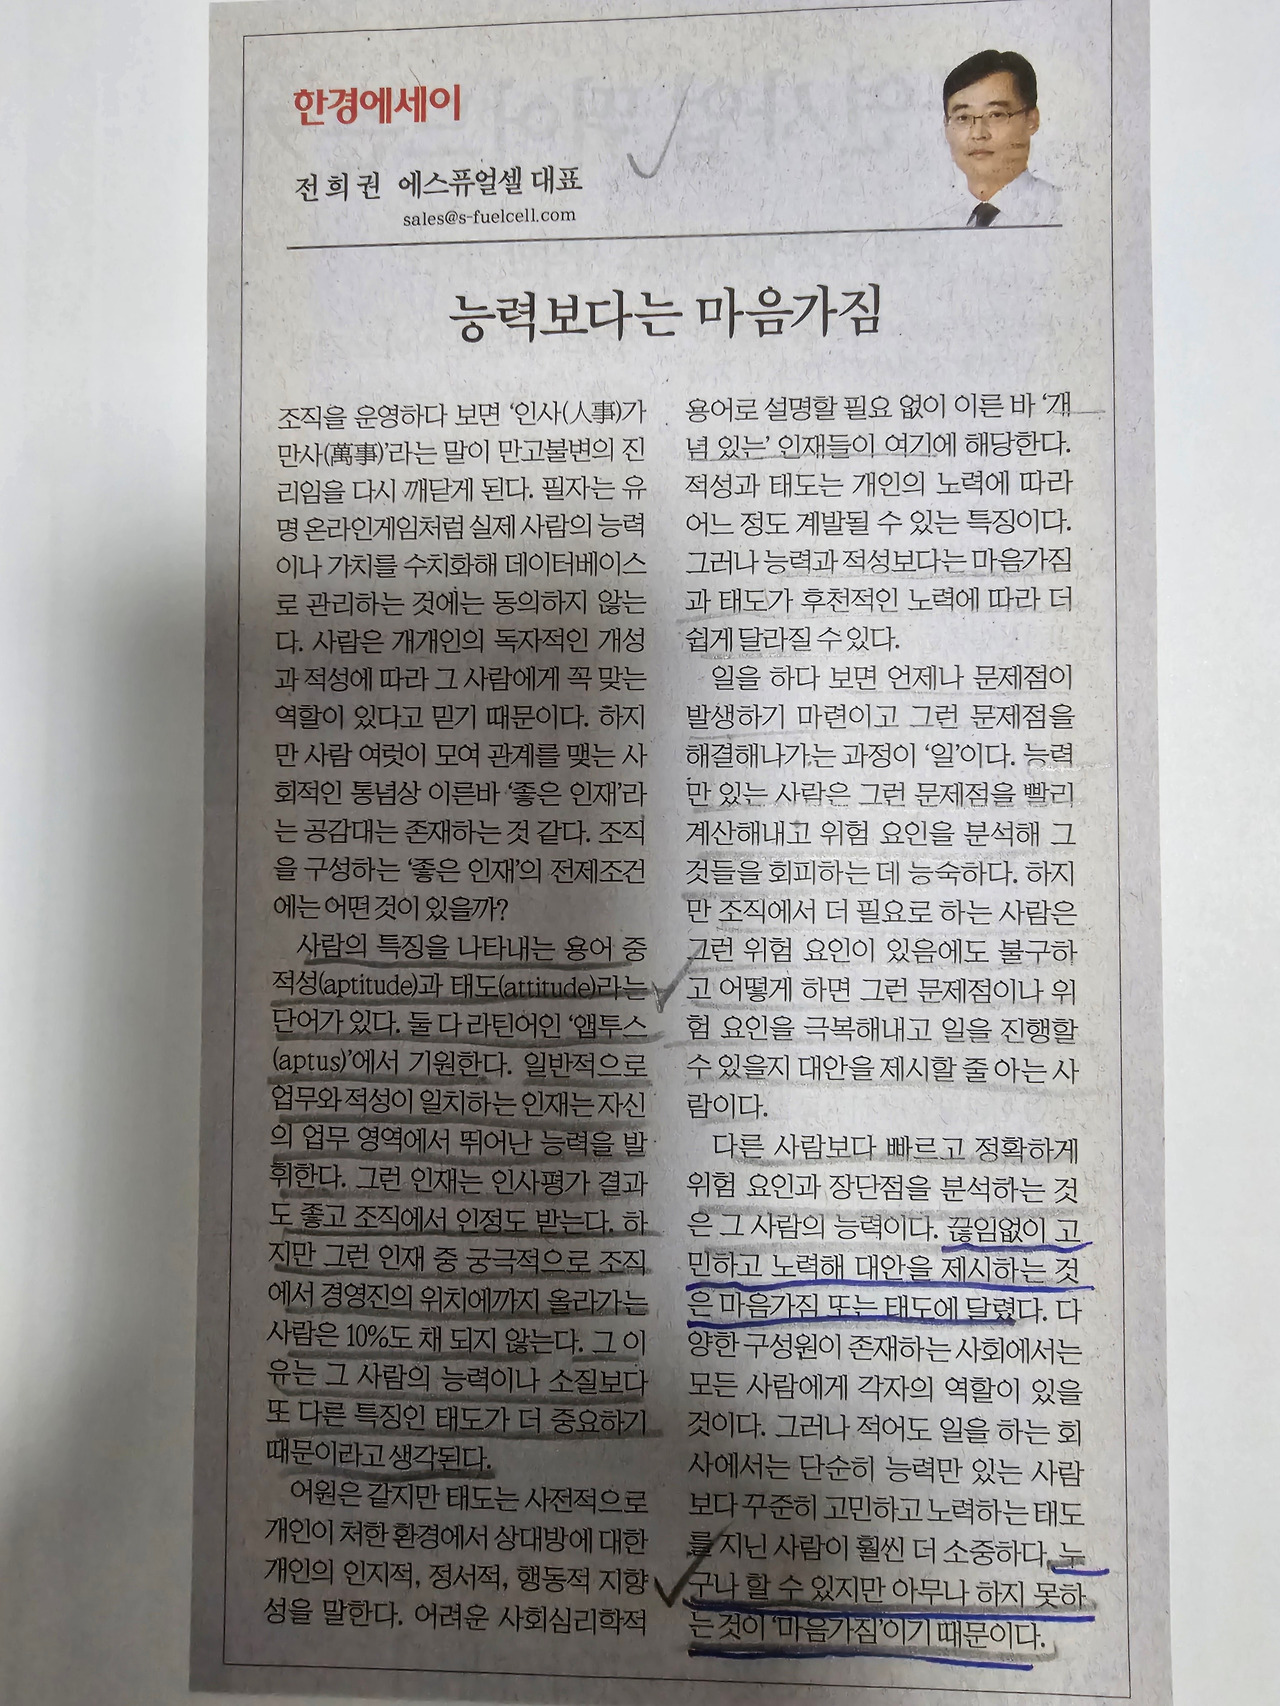 한경에세이
전희권 에스퓨얼셀 대표
sales@s-fuelcell.com
능력보다는 마음가짐
조직을 운영하다 보면 ‘인사(人事)가
만사(萬事)’라는 말이 만고불변의 진
리임을 다시 깨닫게 된다. 필자는 유
명 온라인게임처럼 실제 사람의 능력
이나 가치를 수치화해 데이터베이스
로 관리하는 것에는 동의하지 않는
다. 사람은 개개인의 독자적인 개성
과 적성에 따라 그 사람에게 꼭 맞는
역할이 있다고 믿기 때문이다. 하지
만 사람 여럿이 모여 관계를 맺는 사
회적인 통념상 이른바 ‘좋은 인재’라
는 공감대는 존재하는 것 같다. 조직
을 구성하는 ‘좋은 인재’의 전제조건
에는 어떤 것이 있을까?
사람의 특징을 나타내는 용어 중
적성(aptitude)과 태도(attitude)라는
단어가 있다. 둘 다 라틴어인 ‘앱투스
(aptus)’에서 기원한다. 일반적으로
업무와 적성이 일치하는 인재는 자신
의 업무 영역에서 뛰어난 능력을 발
휘한다. 그런 인재는 인사평가 결과
도 좋고 조직에서 인정도 받는다. 하
지만 그런 인재 중 궁극적으로 조직
에서 경영진의 위치에까지 올라가는
사람은 10%도 채 되지 않는다. 그 이
유는 그 사람의 능력이나 소질보다
또 다른 특징인 태도가 더 중요하기
때문이라고 생각된다.
어원은 같지만 태도는 사전적으로
개인이 처한 환경에서 상대방에 대한
개인의 인지적, 정서적, 행동적 지향
성을 말한다. 어려운 사회심리학적
용어로 설명할 필요 없이 이른 바 ‘개
념 있는’ 인재들이 여기에 해당한다.
적성과 태도는 개인의 노력에 따라
어느 정도 계발될 수 있는 특징이다.
그러나 능력과 적성보다는 마음가짐
과 태도가 후천적인 노력에 따라 더
쉽게 달라질 수 있다.
일을 하다 보면 언제나 문제점이
발생하기 마련이고 그런 문제점을
해결해나가는 과정이 ‘일’이다. 능력
만 있는 사람은 그런 문제점을 빨리
계산해내고 위험 요인을 분석해 그
것들을 회피하는 데 능숙하다. 하지
만 조직에서 더 필요로 하는 사람은
그런 위험 요인이 있음에도 불구하
고 어떻게 하면 그런 문제점이나 위
험 요인을 극복해내고 일을 진행할
수 있을지 대안을 제시할 줄 아는 사
람이다.
다른 사람보다 빠르고 정확하게
위험 요인과 장단점을 분석하는 것
은 그 사람의 능력이다. 끊임없이 고
민하고 노력해 대안을 제시하는 것
은 마음가짐 또는 태도에 달렸다. 다
양한 구성원이 존재하는 사회에서는
모든 사람에게 각자의 역할이 있을
것이다. 그러나 적어도 일을 하는 회
사에서는 단순히 능력만 있는 사람
보다 꾸준히 고민하고 노력하는 태도
를 지닌 사람이 훨씬 더 소중하다. 누
구나 할 수 있지만 아무나 하지 못하
는 것이 ‘마음가짐’이기 때문이다.